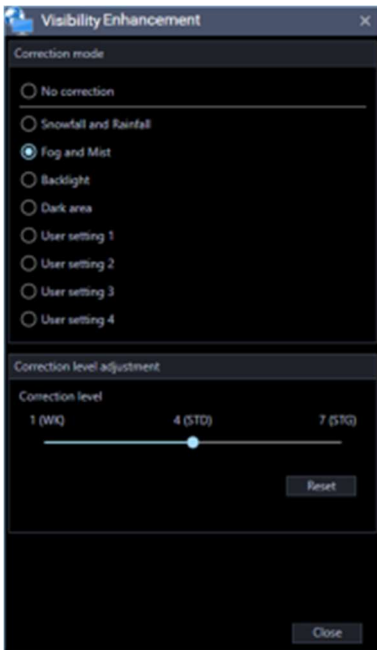 Visibility Enhancement
Correction mode
No correction
Snowfall and Rainfall
Fog and Mist
Backlight
Dark area
User setting 1
User setting 2
User setting 3
User setting 4
Correction level adjustment
Correction level
1 (WK) 4 (STD) 7 (STG)
Reset
Close